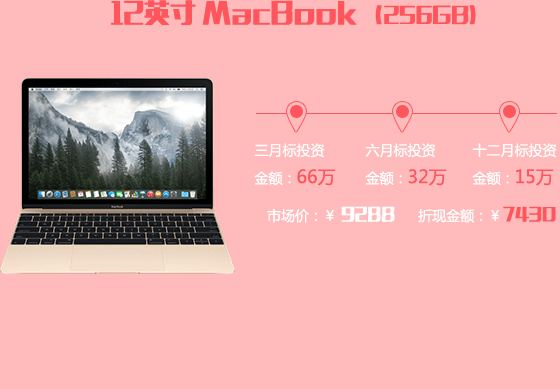 12英寸 MacBook (256GB)
三月标投资 六月标投资 十二月标投资
金额：66万 金额：32万 金额：15万
市场价：¥ 9288 折现金额：¥ 7430